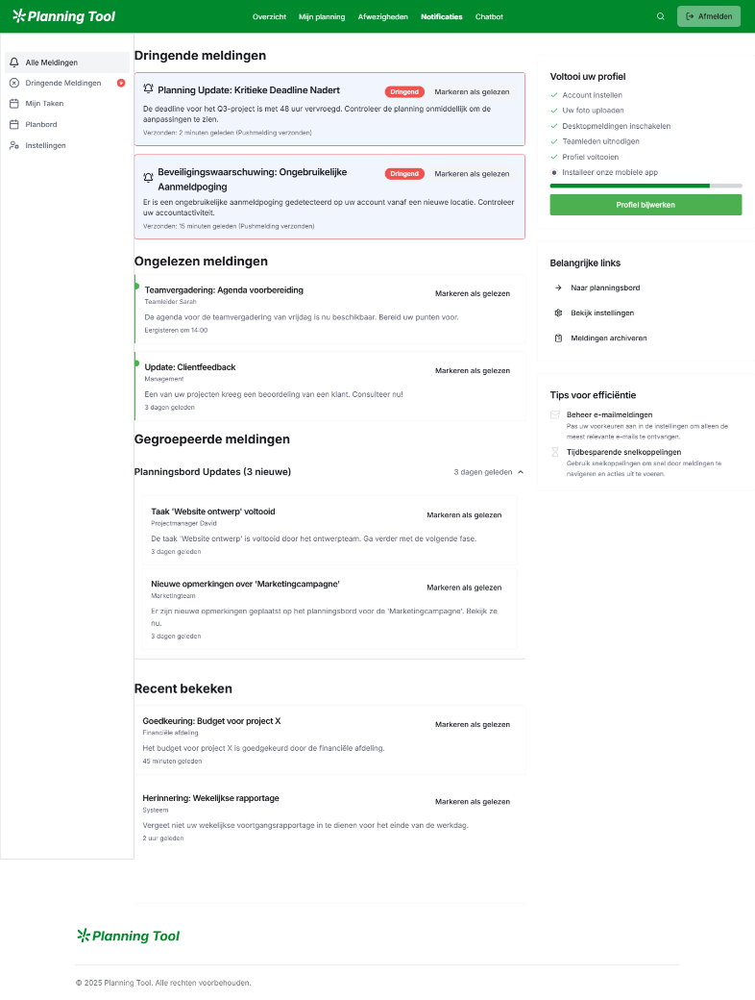 Planning Tool
Overzicht Mijn planning Afwezigheden Notificaties Chatbot
Afmelden
Alle Meldingen
Dringende Meldingen
Mijn Taken
Planbord
Instellingen
Dringende meldingen
Planning Update: Kritieke Deadline Nadert
Dringend
Markeren als gelezen
De deadline voor het Q3-project is met 48 uur vervroegd. Controleer de planning onmiddellijk om de
aanpassingen te zien.
Verzonden: 2 minuten geleden (Pushmelding verzonden)
Beveiligingswaarschuwing: Ongebruikelijke
Aanmeldpoging
Dringend
Markeren als gelezen
Er is een ongebruikelijke aanmeldpoging gedetecteerd op uw account vanaf een nieuwe locatie. Controleer
uw accountactiviteit.
Verzonden: 15 minuten geleden (Pushmelding verzonden)
Ongelezen meldingen
Teamvergadering: Agenda voorbereiding
Markeren als gelezen
Teamleider Sarah
De agenda voor de teamvergadering van vrijdag is nu beschikbaar. Bereid uw punten voor.
Eergisteren om 14:00
Update: Clientfeedback
Markeren als gelezen
Management
Een van uw projecten kreeg een beoordeling van een klant. Consulteer nu!
3 dagen geleden
Gegroepeerde meldingen
Planningsbord Updates (3 nieuwe)
3 dagen geleden
Taak 'Website ontwerp' voltooid
Markeren als gelezen
Projectmanager David
De taak 'Website ontwerp' is voltooid door het ontwerpteam. Ga verder met de volgende fase.
3 dagen geleden
Nieuwe opmerkingen over 'Marketingcampagne'
Markeren als gelezen
Marketingteam
Er zijn nieuwe opmerkingen geplaatst op het planningsbord voor de 'Marketingcampagne'. Bekijk ze
nu.
3 dagen geleden
Recent bekeken
Goedkeuring: Budget voor project X
Markeren als gelezen
Financiële afdeling
Het budget voor project X is goedgekeurd door de financiële afdeling.
45 minuten geleden
Herinnering: Wekelijkse rapportage
Markeren als gelezen
Systeem
Vergeet niet uw wekelijkse voortgangsrapportage in te dienen voor het einde van de werkdag.
2 uur geleden
Voltooi uw profiel
Account instellen
Uw foto uploaden
Desktopmeldingen inschakelen
Teamleden uitnodigen
Profiel voltooien
Installeer onze mobiele app
Profiel bijwerken
Belangrijke links
Naar planningsbord
Bekijk instellingen
Meldingen archiveren
Tips voor efficiëntie
Beheer e-mailmeldingen
Pas uw voorkeuren aan in de instellingen om alleen de
meest relevante e-mails te ontvangen.
Tijdbesparende snelkoppelingen
Gebruik snelkoppelingen om snel door meldingen te
navigeren en acties uit te voeren.
Planning Tool
© 2025 Planning Tool. Alle rechten voorbehouden.